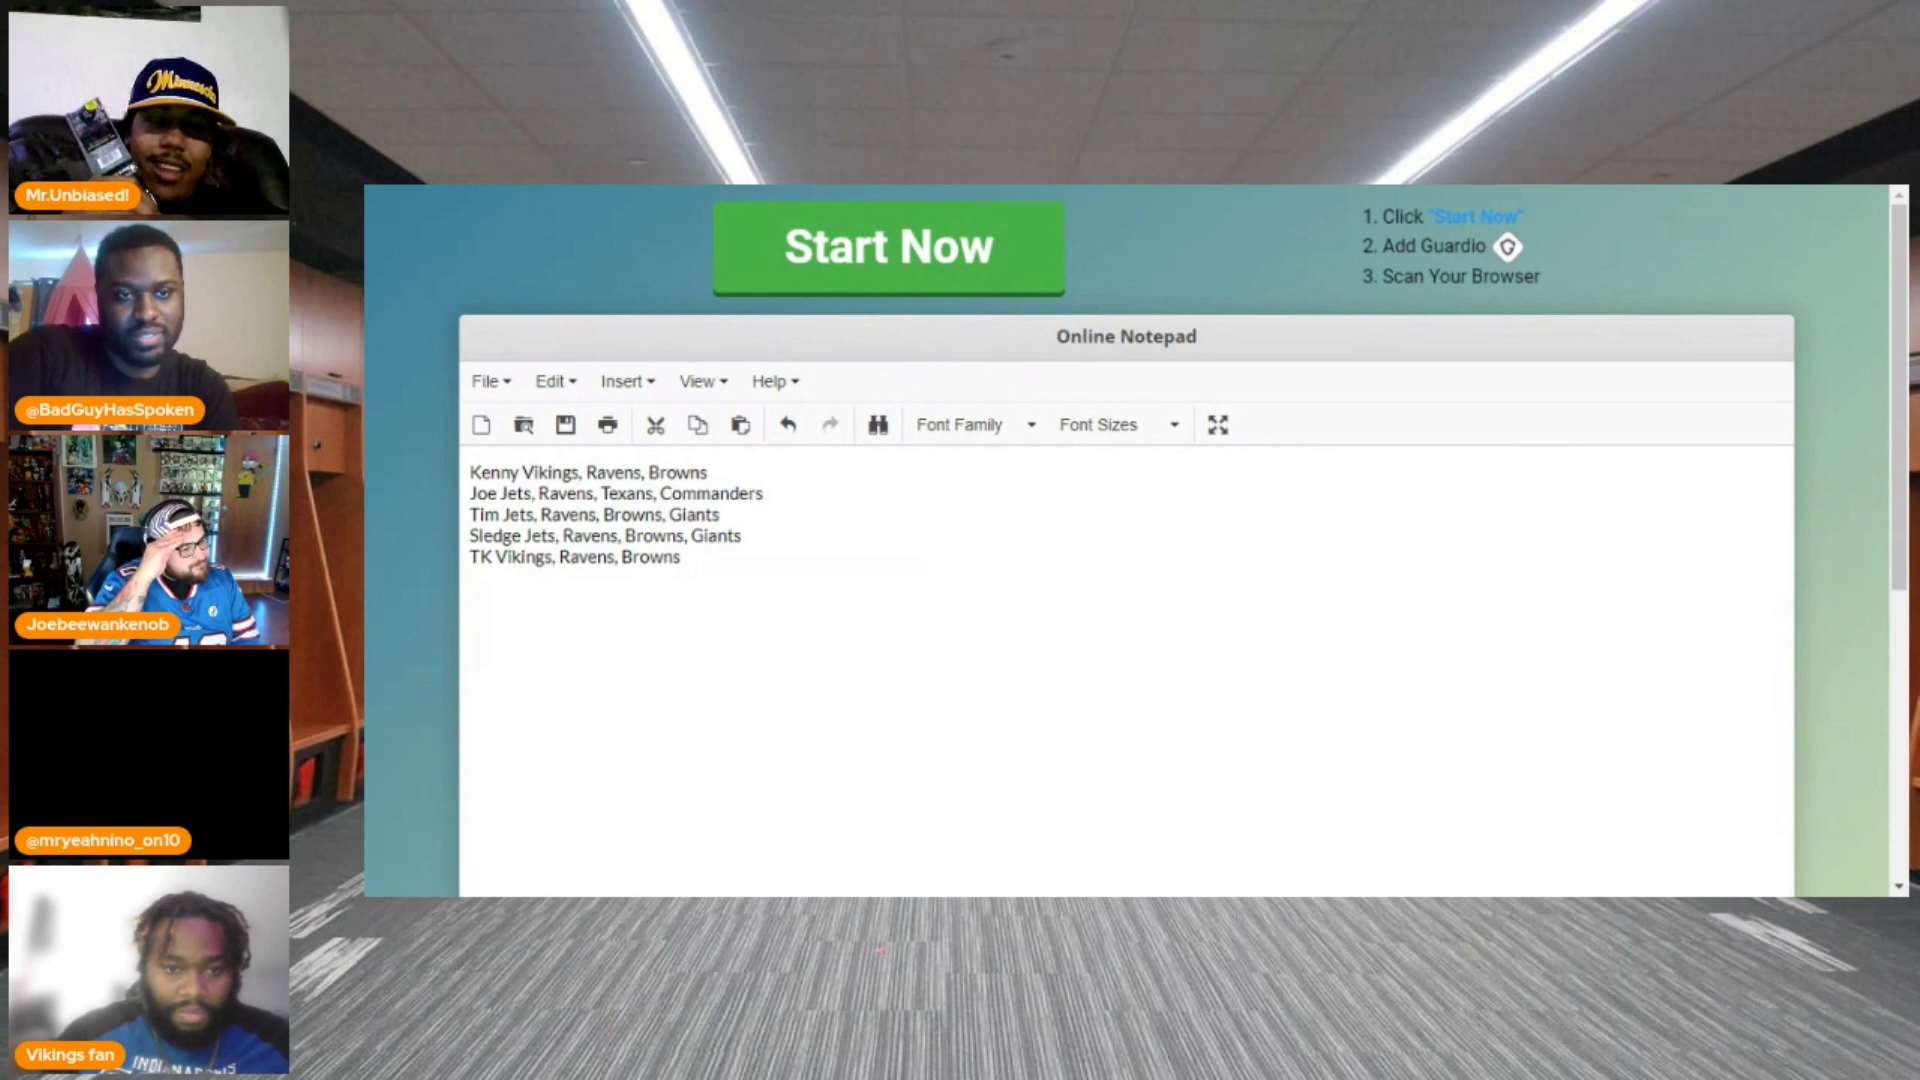 Minnesota
Mr.Unbiased!
@BadGuyHasSpoken
Joebeewankenob
@mryeahnino_on10
INDIANAPOLIS
Vikings fan
Start Now
1. Click "Start Now"
2. Add Guardio
3. Scan Your Browser
Online Notepad
File Edit Insert View Help
Font Family Font Sizes
Kenny Vikings, Ravens, Browns
Joe Jets, Ravens, Texans, Commanders
Tim Jets, Ravens, Browns, Giants
Sledge Jets, Ravens, Browns, Giants
TK Vikings, Ravens, Browns